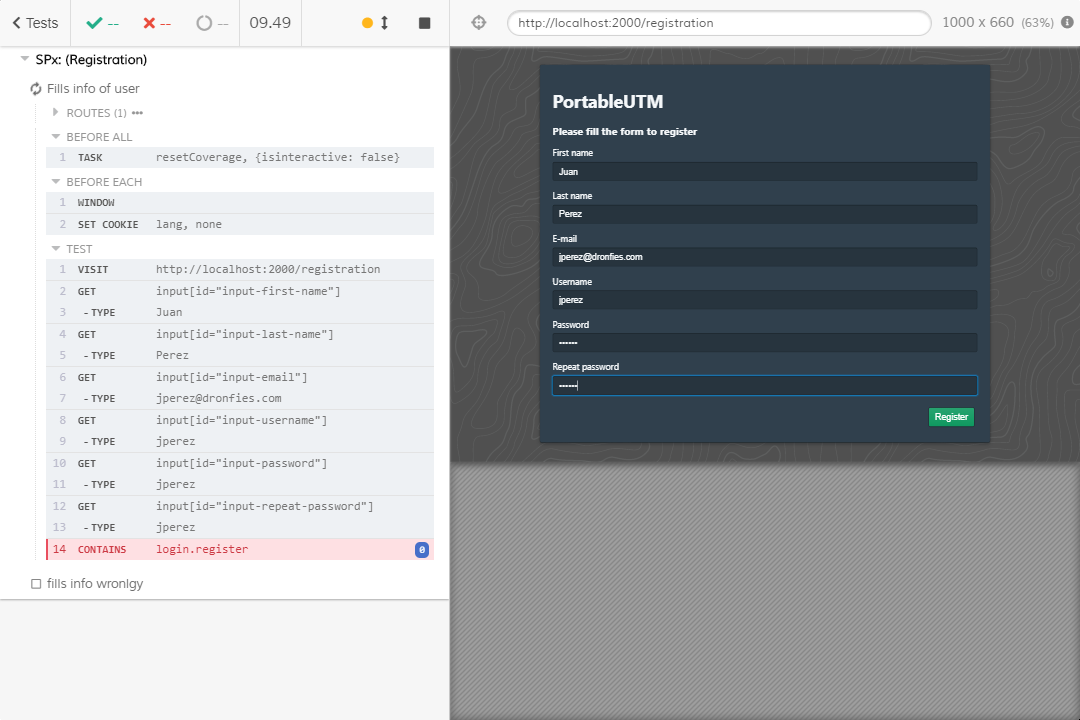 Tests -- -- -- 09.49
http://localhost:2000/registration 1000 x 660 (63%)
SPx: (Registration)
Fills info of user
ROUTES (1) •••
BEFORE ALL
1 TASK resetCoverage, {isinteractive: false}
BEFORE EACH
1 WINDOW
2 SET COOKIE lang, none
TEST
1 VISIT http://localhost:2000/registration
2 GET input[id="input-first-name"]
3 -TYPE Juan
4 GET input[id="input-last-name"]
5 -TYPE Perez
6 GET input[id="input-email"]
7 -TYPE jperez@dronfies.com
8 GET input[id="input-username"]
9 -TYPE jperez
10 GET input[id="input-password"]
11 -TYPE jperez
12 GET input[id="input-repeat-password"]
13 -TYPE jperez
14 CONTAINS login.register 0
fills info wronlgy
PortableUTM
Please fill the form to register
First name
Juan
Last name
Perez
E-mail
jperez@dronfies.com
Username
jperez
Password
••••••
Repeat password
••••••
Register